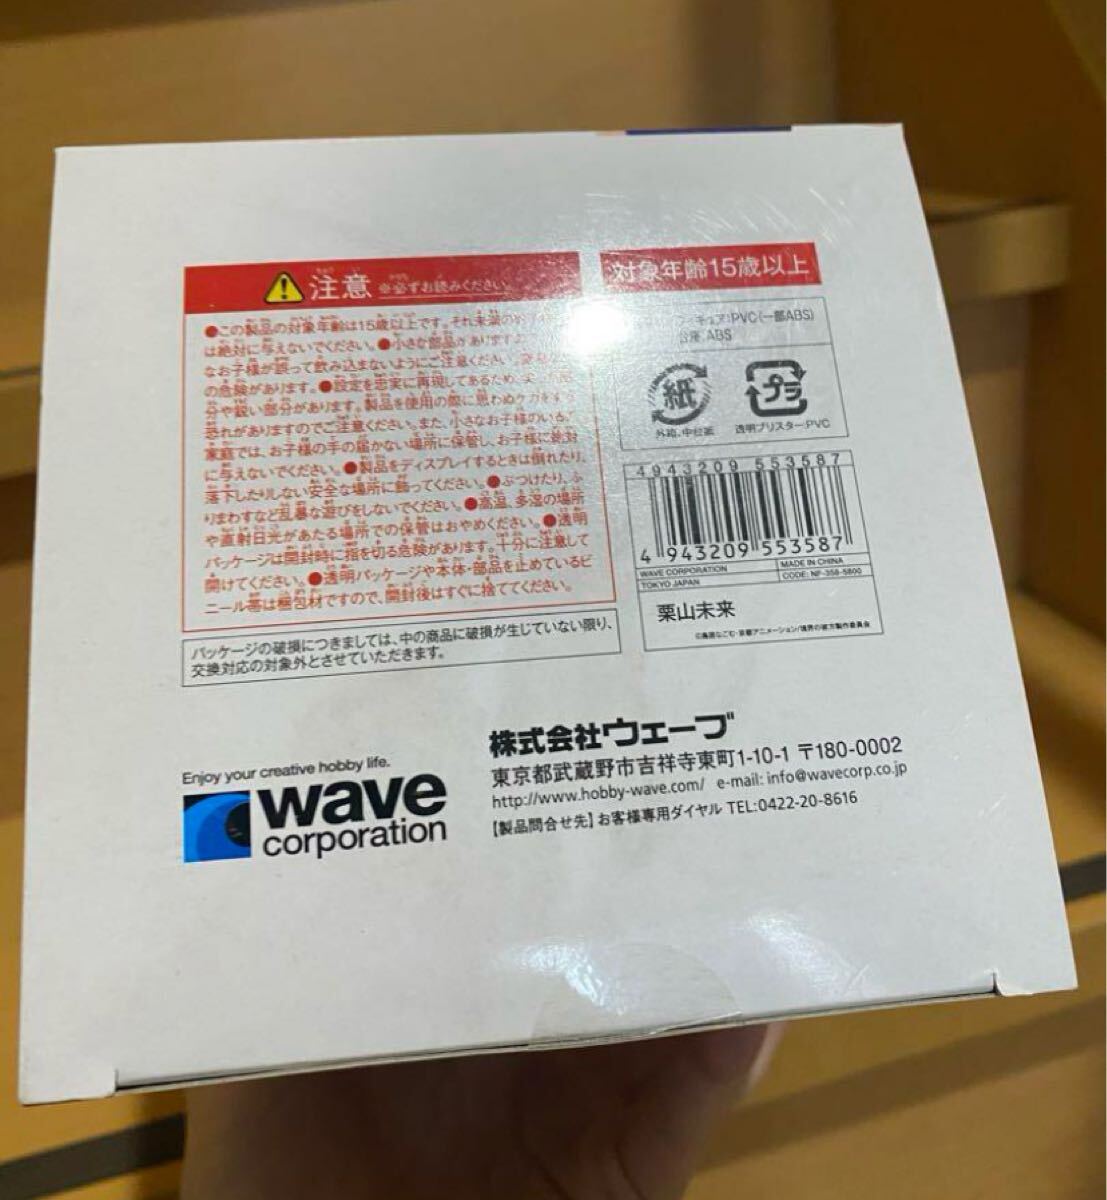 注意 ※必ずお読みください。
●この製品の対象年齢は15歳以上です。それ未満の
は絶対に与えないでください。●小さな部品があります
なお子様が誤って飲み込まないようにご注意ください。
の危険があります。●設定を忠実に再現してあるため、
分や鋭い部分があります。製品を使用の際に思わぬケガをする
恐れがありますのでご注意ください。また、小さなお子様のいるご
家庭では、お子様の手の届かない場所に保管し、お子様に絶対
に与えないでください。●製品をディスプレイするときは倒れたり、
落下したりしない安全な場所に飾ってください。●ぶつけたり、ふ
りまわすなど乱暴な遊びをしないでください。●高温、多湿の場所
や直射日光があたる場所での保管はおやめください。●透明
パッケージは開封時に指を切る危険があります。十分に注意して
開けてください。●透明パッケージや本体・部品を止めているビ
ニール帯は梱包材ですので、開封後はすぐに捨ててください。
パッケージの破損につきましては、中の商品に破損が生じていない限り、
交換対応の対象外とさせていただきます。
対象年齢15歳以上
フィギュア:PVC(一部ABS)
台座:ABS
紙
プラ
外箱、中台紙
透明ブリスター:PVC
4943209 553587
4 943209 553587
WAVE CORPORATION
MADE IN CHINA
TOKYO JAPAN
CODE: NF-358-5800
栗山未来
©鳥居なごむ・京都アニメーション/境界の彼方製作委員会
Enjoy your creative hobby life.
wave
corporation
株式会社ウェーブ
東京都武蔵野市吉祥寺東町1-10-1 〒180-0002
http://www.hobby-wave.com/ e-mail: info@wavecorp.co.jp
【製品問合せ先】お客様専用ダイヤル TEL:0422-20-8616